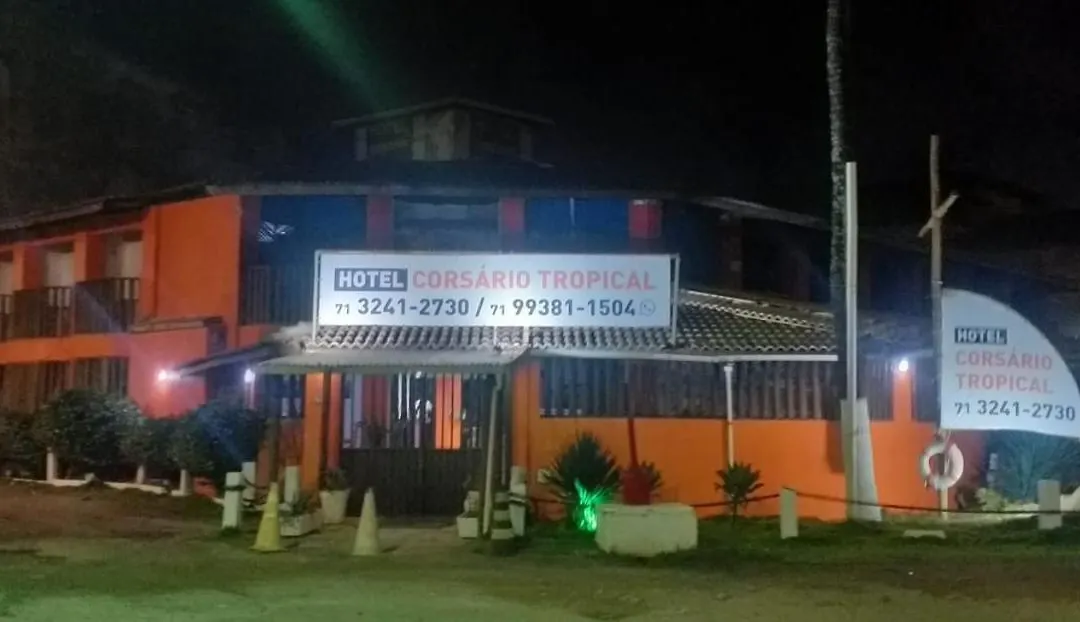 HOTEL CORSÁRIO TROPICAL
71 3241-2730 / 71 99381-1504
HOTEL
CORSÁRIO
TROPICAL
71 3241-2730